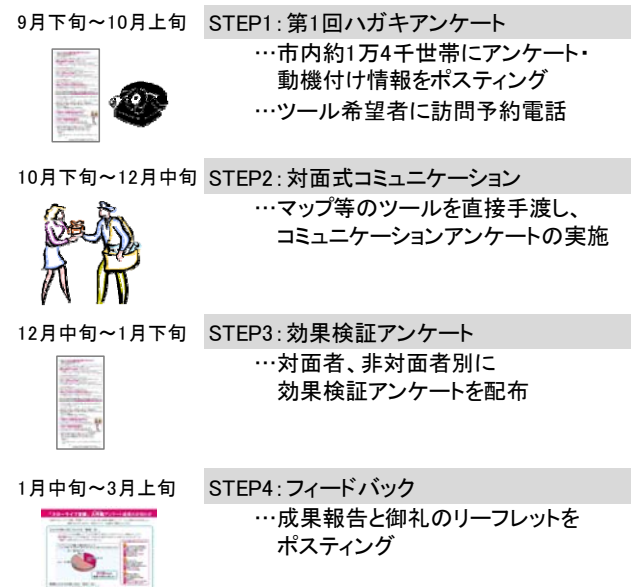 9月下旬～10月上旬
STEP1：第1回ハガキアンケート
…市内約1万4千世帯にアンケート・
動機付け情報をポスティング
…ツール希望者に訪問予約電話
10月下旬～12月中旬
STEP2：対面式コミュニケーション
…マップ等のツールを直接手渡し、
コミュニケーションアンケートの実施
12月中旬～1月下旬
STEP3：効果検証アンケート
…対面者、非対面者別に
効果検証アンケートを配布
1月中旬～3月上旬
STEP4：フィードバック
…成果報告と御礼のリーフレットを
ポスティング